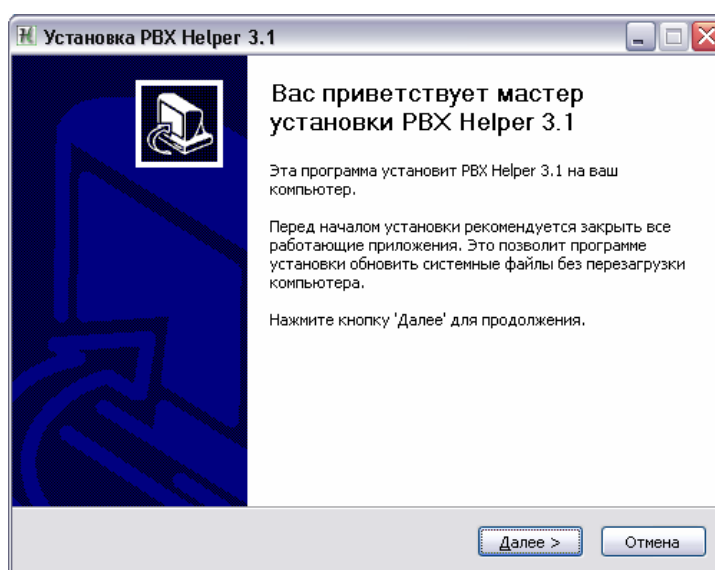 Установка PBX Helper 3.1
Вас приветствует мастер
установки PBX Helper 3.1
Эта программа установит PBX Helper 3.1 на ваш
компьютер.
Перед началом установки рекомендуется закрыть все
работающие приложения. Это позволит программе
установки обновить системные файлы без перезагрузки
компьютера.
Нажмите кнопку 'Далее' для продолжения.
Далее >
Отмена